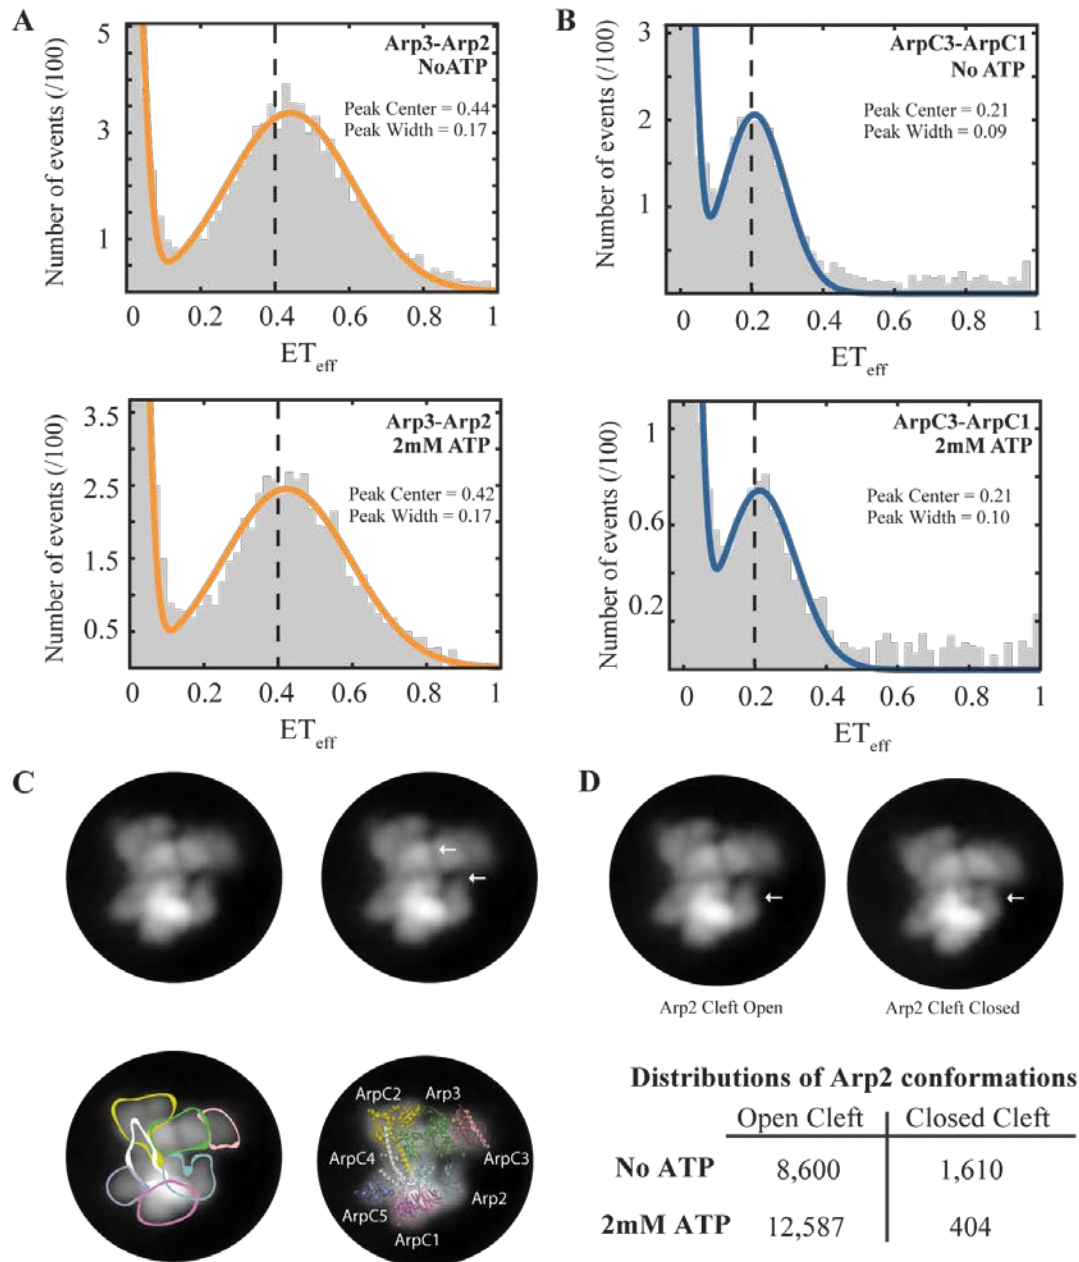 A
5
3
1
0
0.2
0.4
0.6
0.8
1
Number of events (/100)
ET_eff
Arp3-Arp2
NoATP
Peak Center = 0.44
Peak Width = 0.17
B
3
2
1
0
0.2
0.4
0.6
0.8
1
Number of events (/100)
ET_eff
ArpC3-ArpC1
No ATP
Peak Center = 0.21
Peak Width = 0.09
3.5
2.5
1.5
0.5
0
0.2
0.4
0.6
0.8
1
Number of events (/100)
ET_eff
Arp3-Arp2
2mM ATP
Peak Center = 0.42
Peak Width = 0.17
1
0.6
0.2
0
0.2
0.4
0.6
0.8
1
Number of events (/100)
ET_eff
ArpC3-ArpC1
2mM ATP
Peak Center = 0.21
Peak Width = 0.10
C
ArpC2
Arp3
ArpC4
ArpC3
Arp2
ArpC5
ArpC1
D
Arp2 Cleft Open
Arp2 Cleft Closed
Distributions of Arp2 conformations
Open Cleft Closed Cleft
No ATP 8,600 1,610
2mM ATP 12,587 404